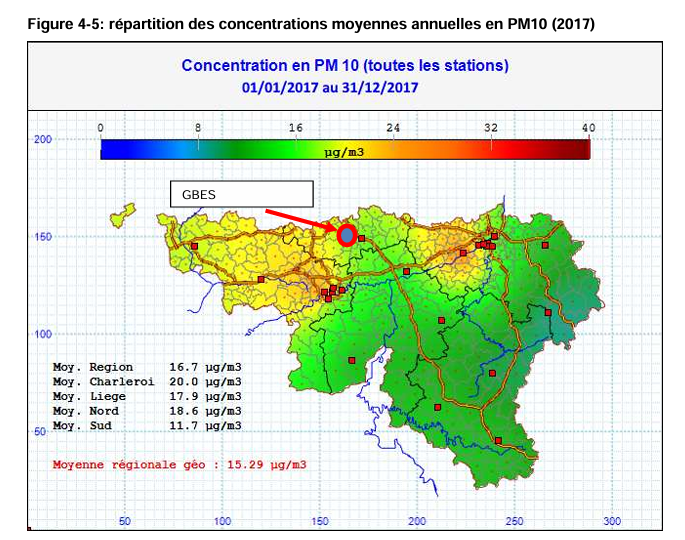 Figure 4-5: répartition des concentrations moyennes annuelles en PM10 (2017)
Concentration en PM 10 (toutes les stations)
01/01/2017 au 31/12/2017
0 8 16 24 32 40
µg/m3
200
GBES
150
100
Moy. Region 16.7 µg/m3
Moy. Charleroi 20.0 µg/m3
Moy. Liege 17.9 µg/m3
Moy. Nord 18.6 µg/m3
Moy. Sud 11.7 µg/m3
50
Moyenne régionale géo : 15.29 µg/m3
50 100 150 200 250 300